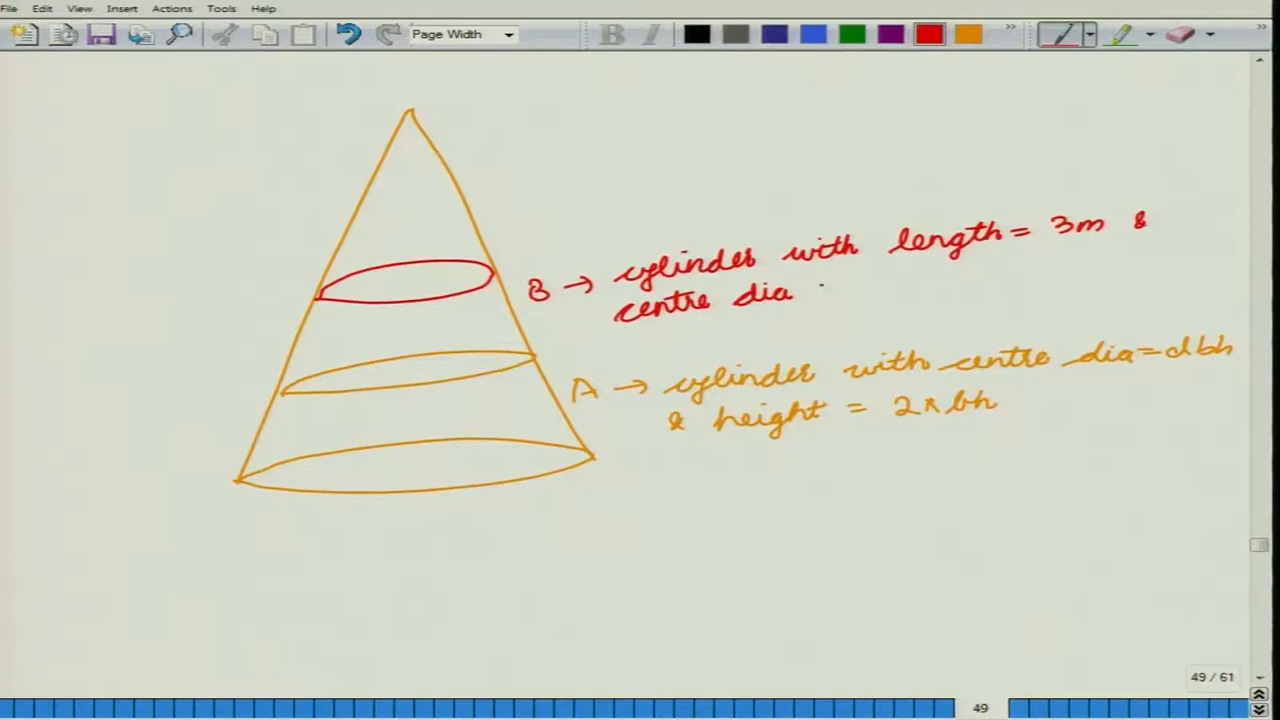 File Edit View Insert Actions Tools Help
Page Width
B I
B → cylinder with length = 3m &
centre dia
A → cylinder with centre dia = dbh
& height = 2 x bh
49 / 61
49